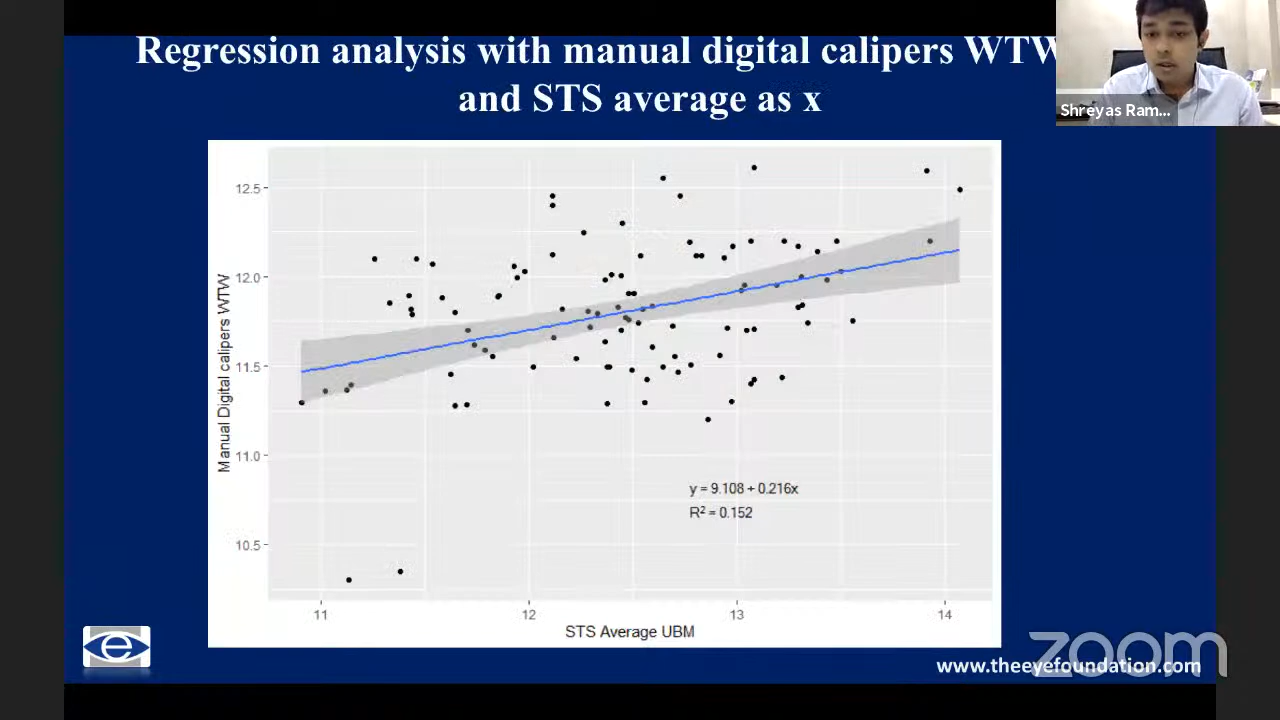 Regression analysis with manual digital calipers WTW
and STS average as x
Shreyas Ram...
12.5
12.0
11.5
11.0
10.5
Manual Digital calipers WTW
y = 9.108 + 0.216x
R² = 0.152
11 12 13 14
STS Average UBM
zoom
www.theeyefoundation.com